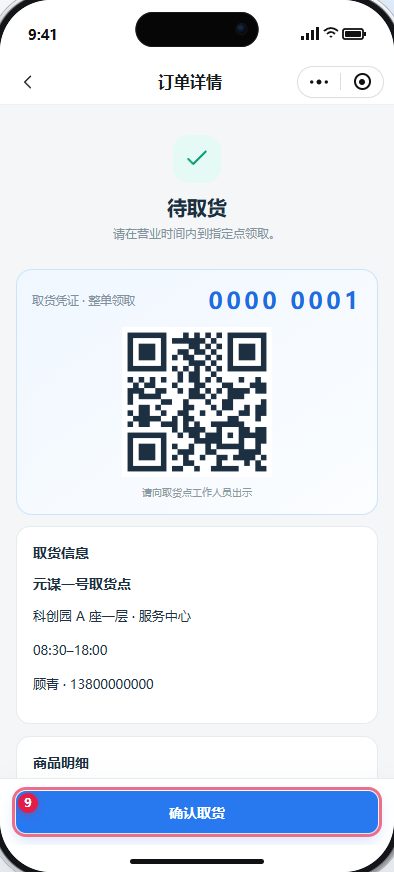 9:41
订单详情
待取货
请在营业时间内到指定点领取。
取货凭证 · 整单领取
0000 0001
请向取货点工作人员出示
取货信息
元谋一号取货点
科创园 A 座一层 · 服务中心
08:30–18:00
顾青 · 13800000000
商品明细
9
确认取货